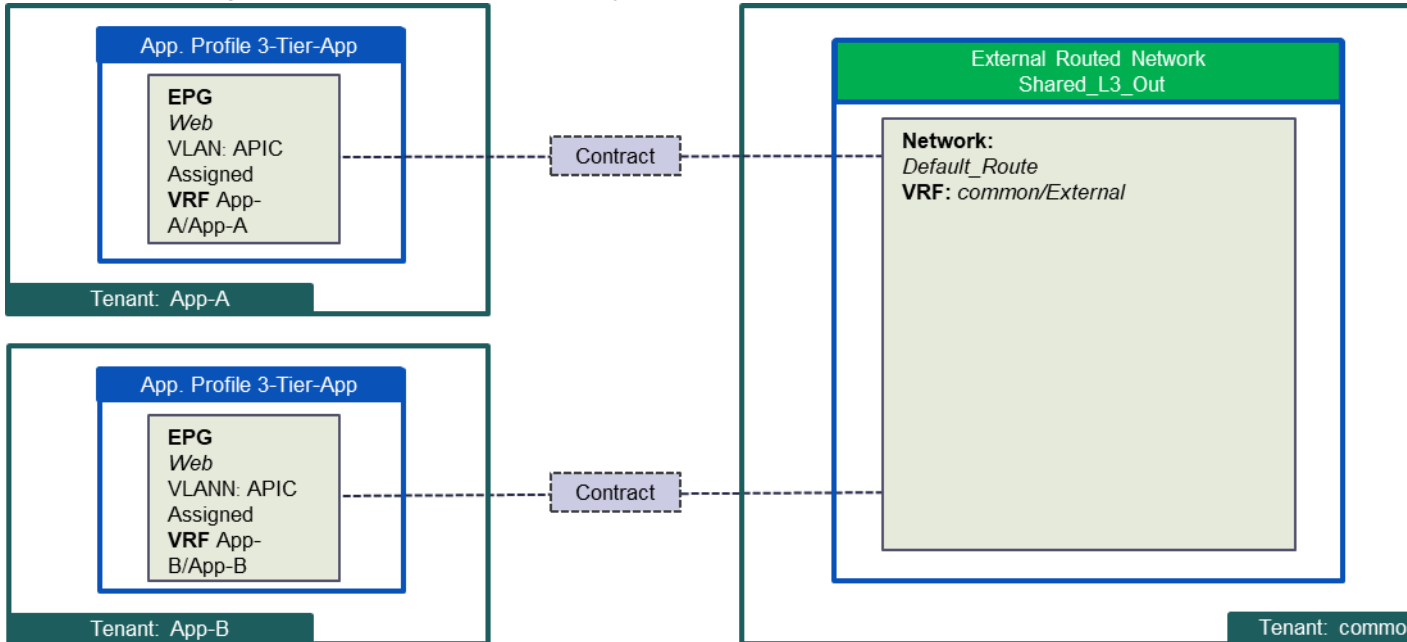 App. Profile 3-Tier-App
EPG
Web
VLAN: APIC
Assigned
VRF App-
A/App-A
Tenant: App-A
Contract
External Routed Network
Shared_L3_Out
Network:
Default_Route
VRF: common/External
App. Profile 3-Tier-App
EPG
Web
VLANN: APIC
Assigned
VRF App-
B/App-B
Tenant: App-B
Contract
Tenant: commo